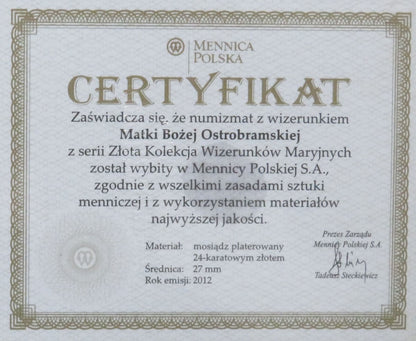 MENNICA
POLSKA
CERTYFIKAT
Zaświadcza się. że numizmat z wizerunkiem
Matki Bożej Ostrobramskiej
z serii Złota Kolekcja Wizerunków Maryjnych
został wybity w Mennicy Polskiej S.A.,
zgodnie z wszelkimi zasadami sztuki
menniczej i z wykorzystaniem materiałów
najwyższej jakości.
Materiał: mosiądz platerowany
24-karatowym złotem
Średnica: 27 mm
Rok emisji: 2012
Prezes Zarządu
Mennicy Polskiej S.A.
Tadeusz Steckiewicz